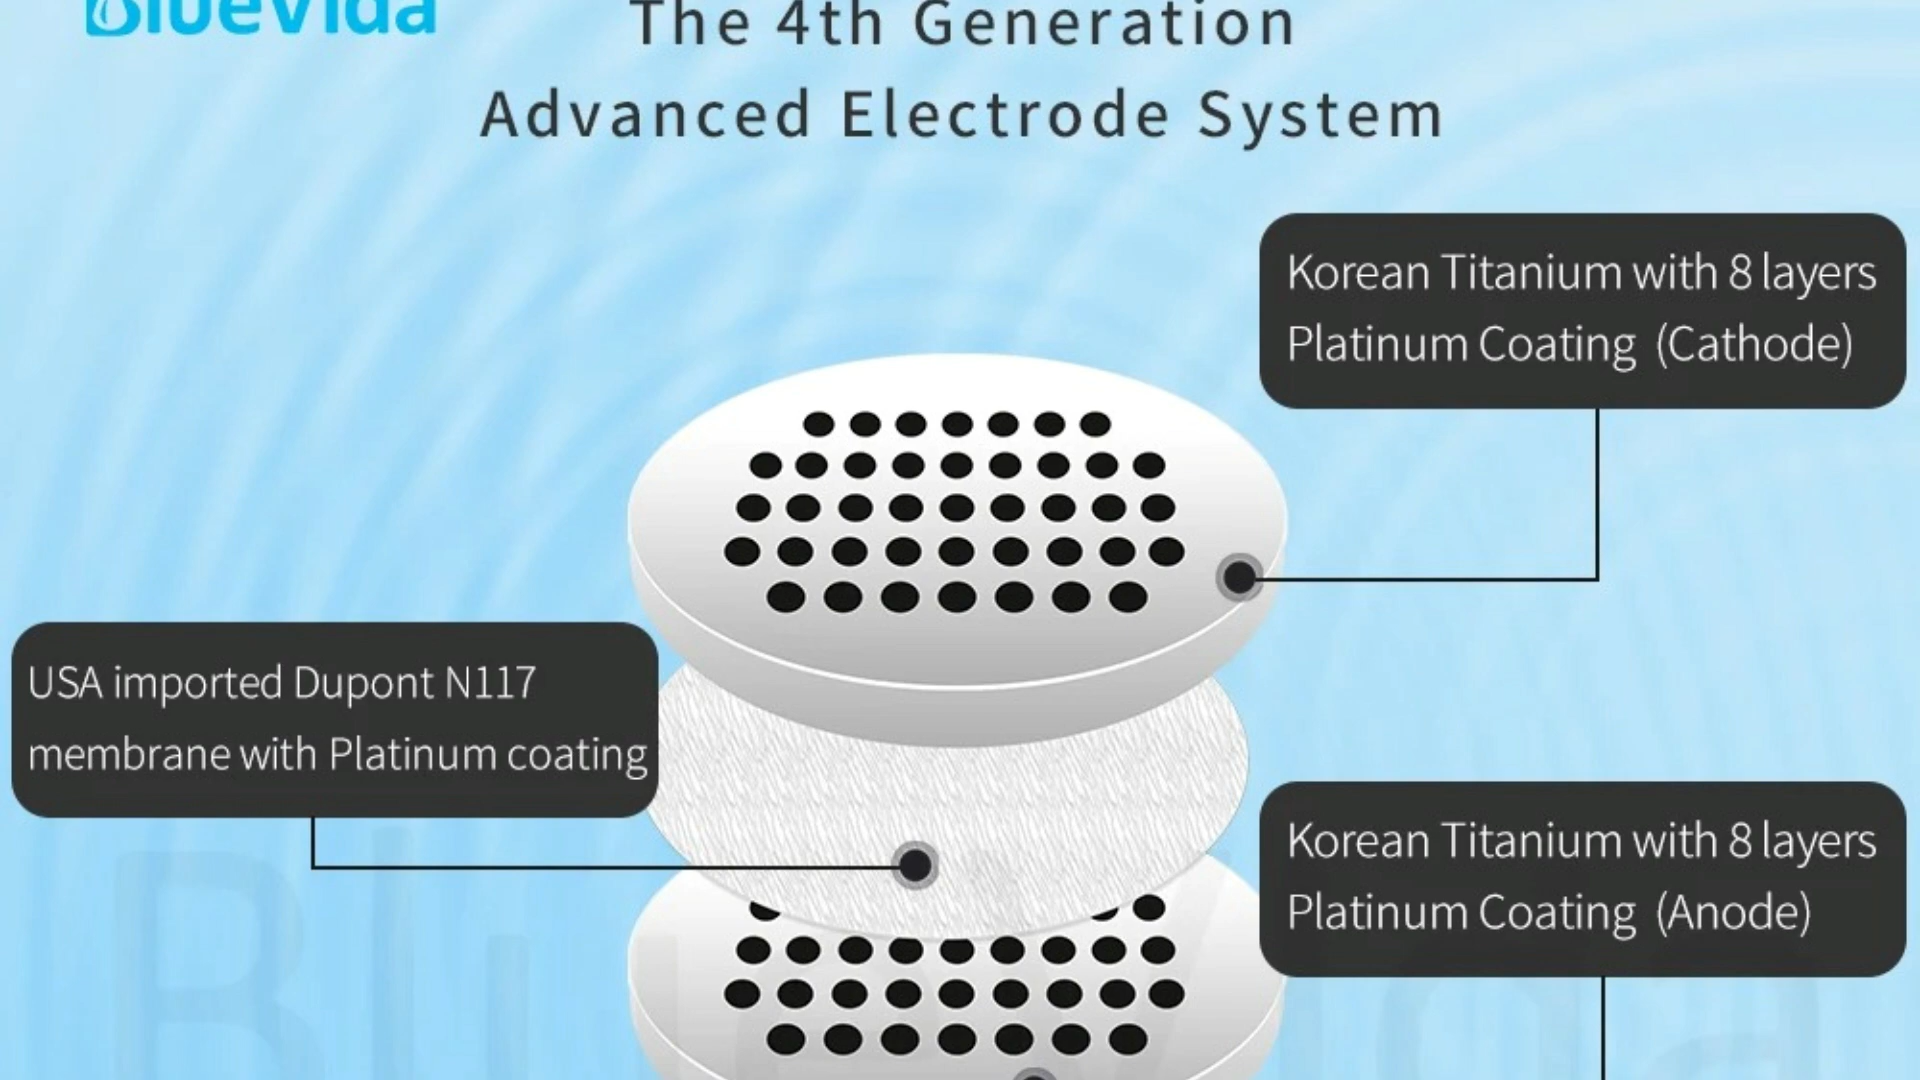 BlueVida
The 4th Generation
Advanced Electrode System
Korean Titanium with 8 layers
Platinum Coating (Cathode)
USA imported Dupont N117
membrane with Platinum coating
Korean Titanium with 8 layers
Platinum Coating (Anode)
BlueVida